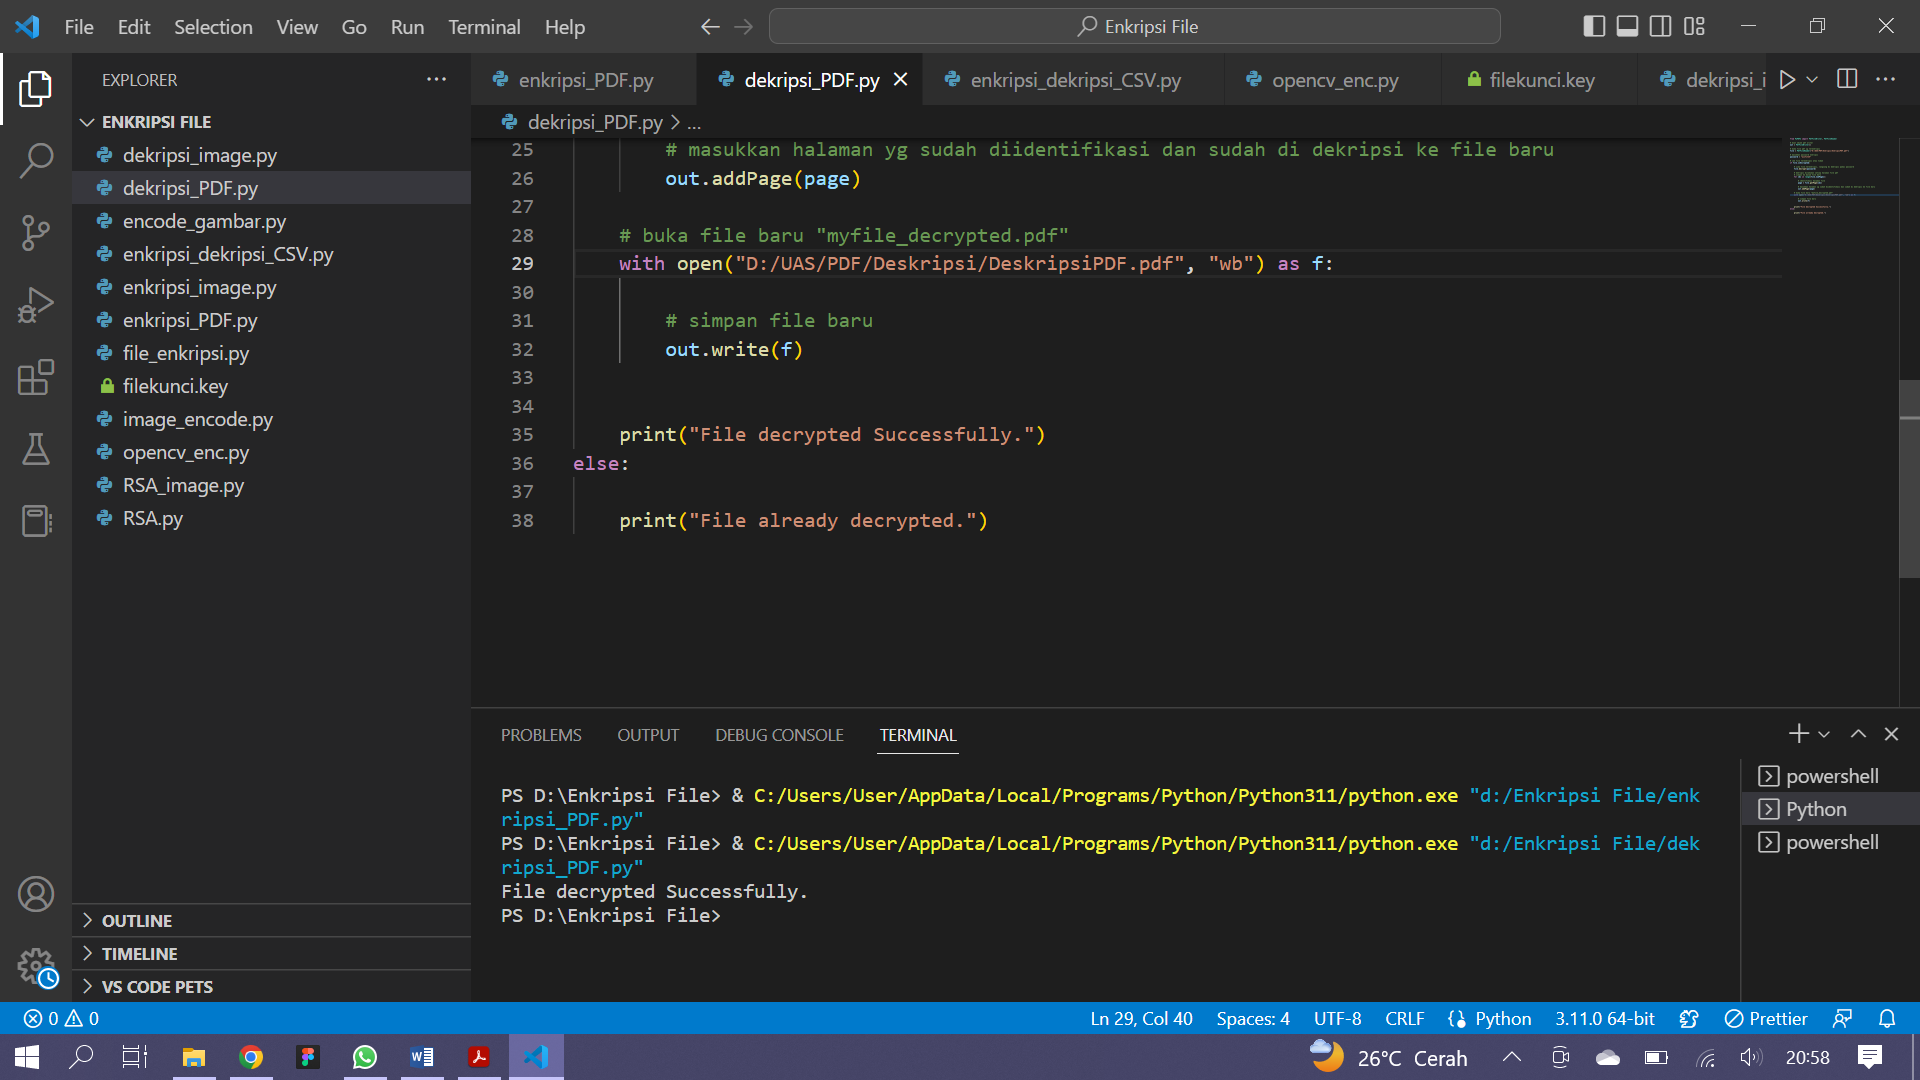 File Edit Selection View Go Run Terminal Help
Enkripsi File
EXPLORER
ENKRIPSI FILE
dekripsi_image.py
dekripsi_PDF.py
encode_gambar.py
enkripsi_dekripsi_CSV.py
enkripsi_image.py
enkripsi_PDF.py
file_enkripsi.py
filekunci.key
image_encode.py
opencv_enc.py
RSA_image.py
RSA.py
OUTLINE
TIMELINE
VS CODE PETS
enkripsi_PDF.py dekripsi_PDF.py enkripsi_dekripsi_CSV.py opencv_enc.py filekunci.key dekripsi_i
dekripsi_PDF.py > ...
25 # masukkan halaman yg sudah diidentifikasi dan sudah di dekripsi ke file baru
26 out.addPage(page)
27
28 # buka file baru "myfile_decrypted.pdf"
29 with open("D:/UAS/PDF/Deskripsi/DeskripsiPDF.pdf", "wb") as f:
30
31 # simpan file baru
32 out.write(f)
33
34
35 print("File decrypted Successfully.")
36 else:
37
38 print("File already decrypted.")
PROBLEMS OUTPUT DEBUG CONSOLE TERMINAL
PS D:\Enkripsi File> & C:/Users/User/AppData/Local/Programs/Python/Python311/python.exe "d:/Enkripsi File/enk
ripsi_PDF.py"
PS D:\Enkripsi File> & C:/Users/User/AppData/Local/Programs/Python/Python311/python.exe "d:/Enkripsi File/dek
ripsi_PDF.py"
File decrypted Successfully.
PS D:\Enkripsi File>
powershell
Python
powershell
0 0 Ln 29, Col 40 Spaces: 4 UTF-8 CRLF Python 3.11.0 64-bit Prettier
26°C Cerah 20:58